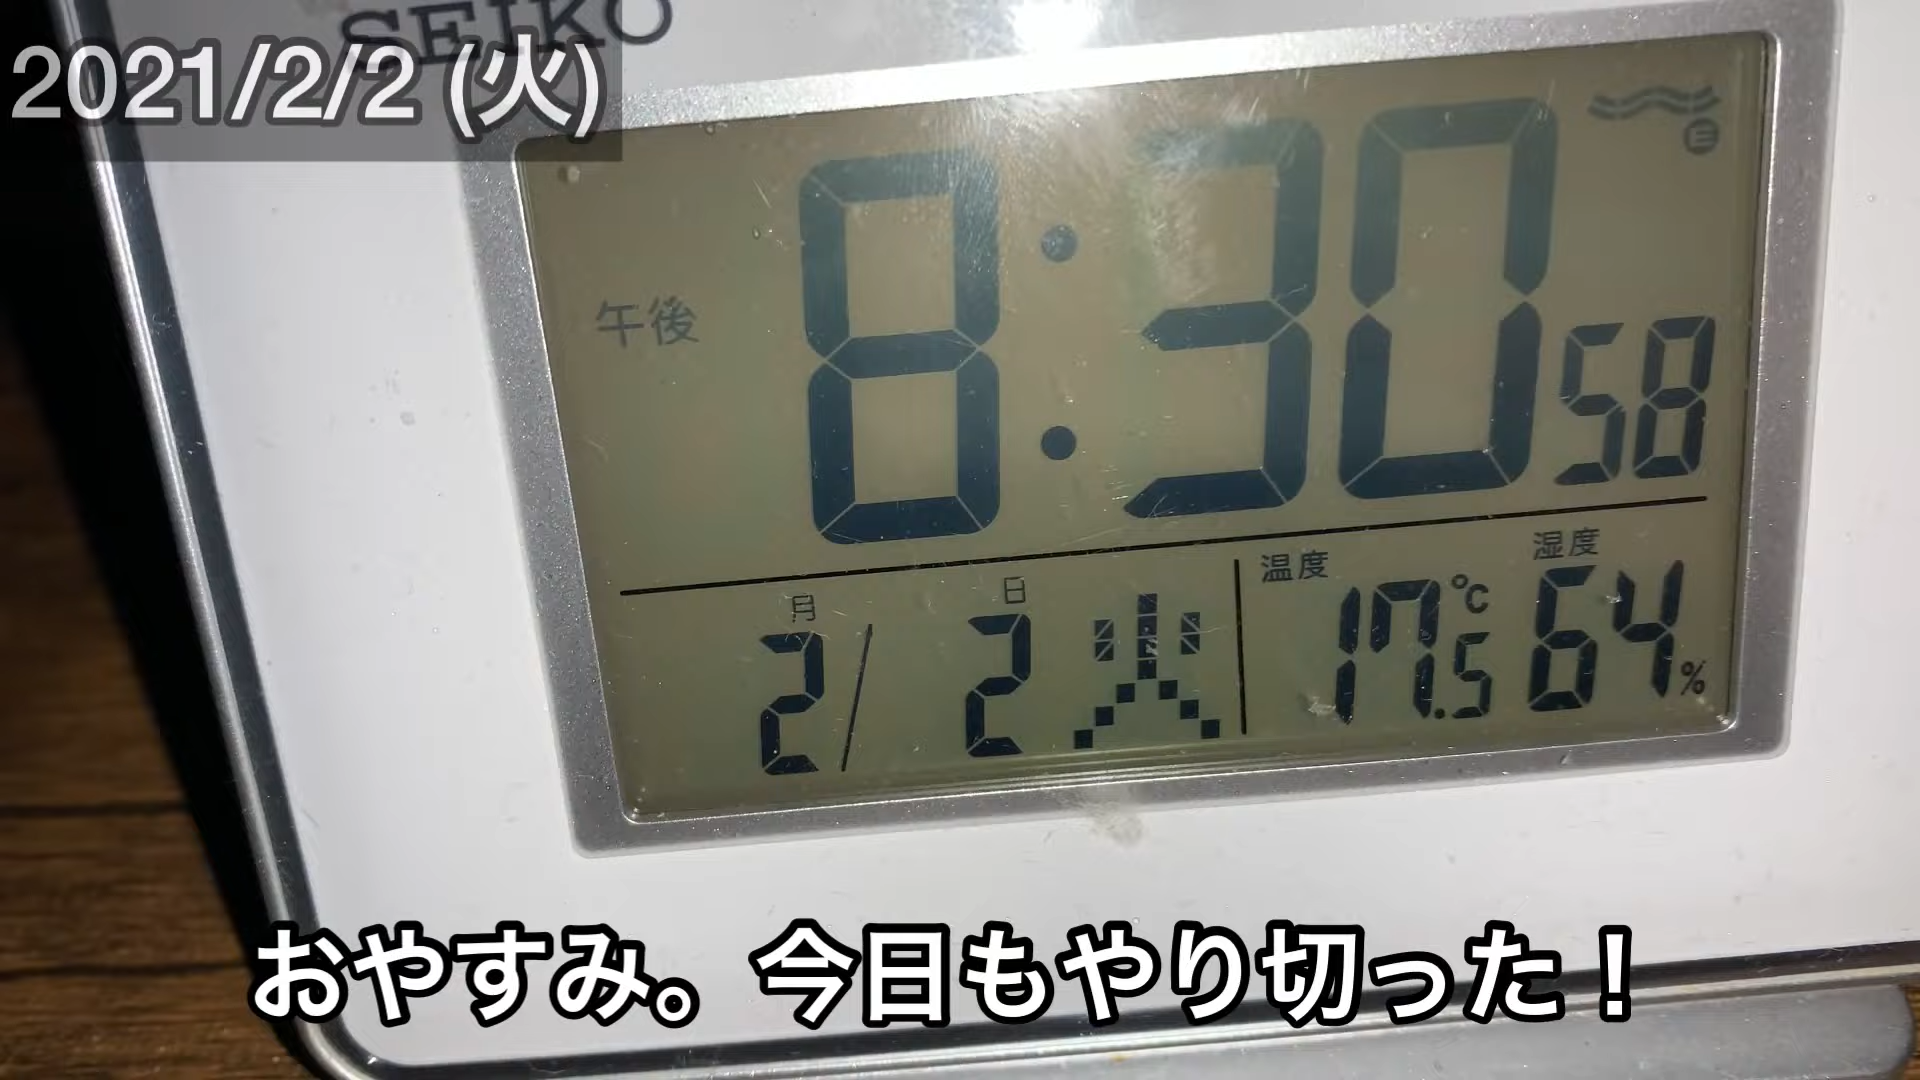 SEIKO
2021/2/2 (火)
午後 8:30 58
月 日 温度 湿度
2/ 2 火 17.5℃ 64%
おやすみ。今日もやり切った！